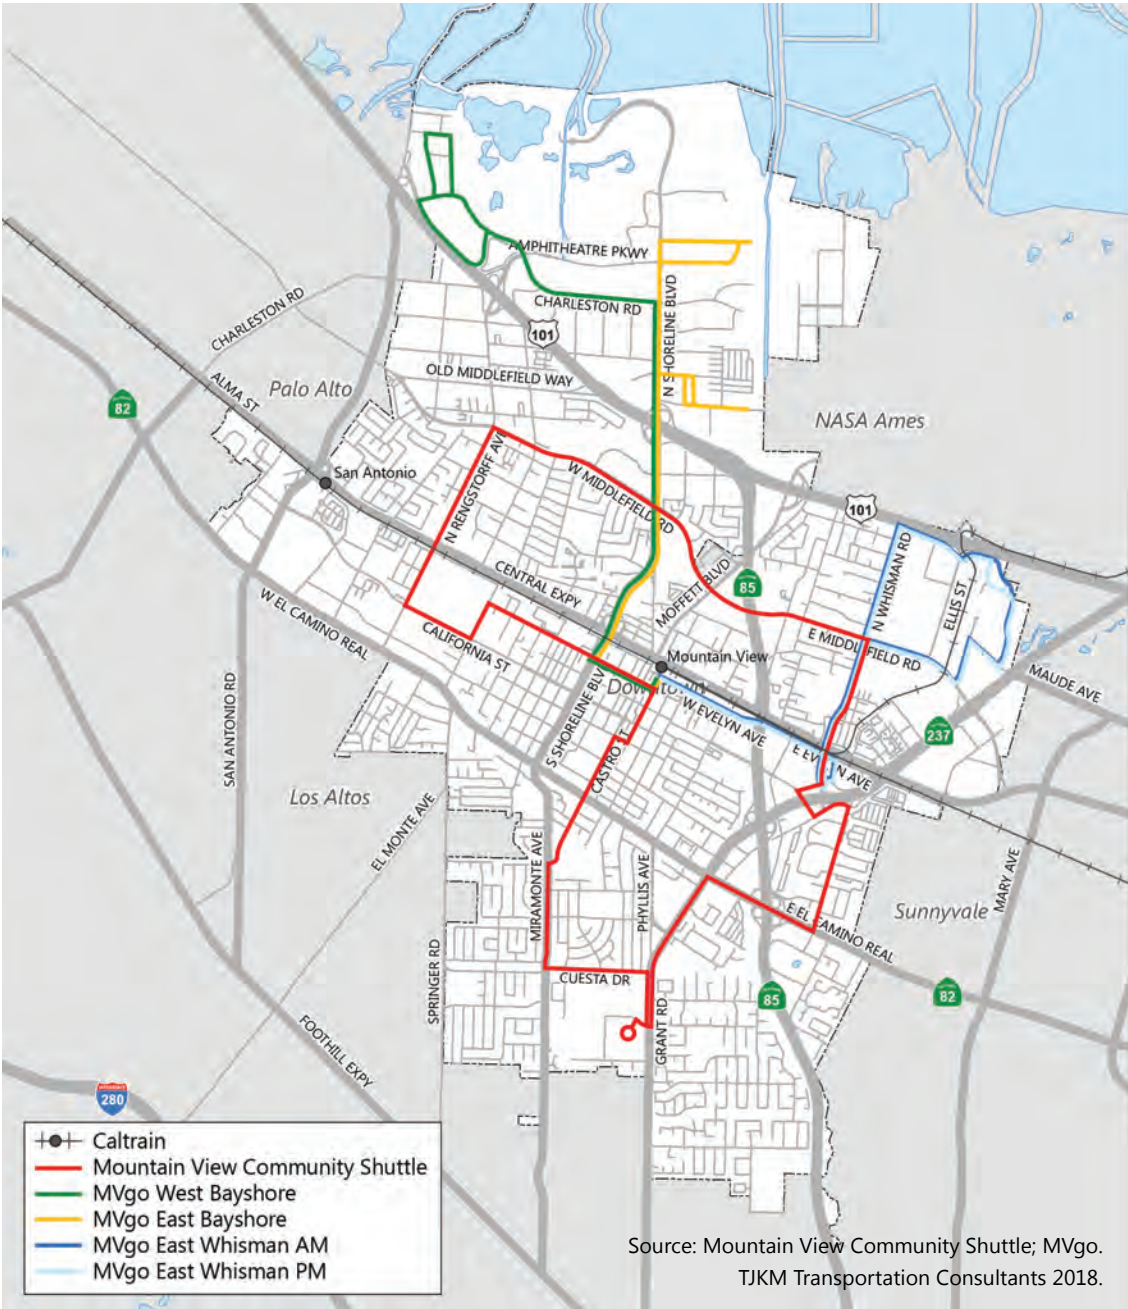 AMPHITHEATRE PKWY
CHARLESTON RD
CHARLESTON RD
N SHORELINE BLVD
101
OLD MIDDLEFIELD WAY
ALMA ST
Palo Alto
82
NASA Ames
San Antonio
N RENGSTORFF AVE
W MIDDLEFIELD RD
101
N WHISMAN RD
CENTRAL EXPY
MOFFETT BLVD
85
ELLIS ST
W EL CAMINO REAL
CALIFORNIA ST
E MIDDLEFIELD RD
Mountain View
Downtown
MAUDE AVE
SAN ANTONIO RD
S SHORELINE BLV
W EVELYN AVE
237
CASTRO ST
E EV N AVE
Los Altos
EL MONTE AVE
MIRAMONTE AVE
PHYLLIS AVE
MARY AVE
Sunnyvale
E EL CAMINO REAL
SPRINGER RD
CUESTA DR
85
82
GRANT RD
FOOTHILL EXPY
280
Caltrain
Mountain View Community Shuttle
MVgo West Bayshore
MVgo East Bayshore
MVgo East Whisman AM
MVgo East Whisman PM
Source: Mountain View Community Shuttle; MVgo.
TJKM Transportation Consultants 2018.